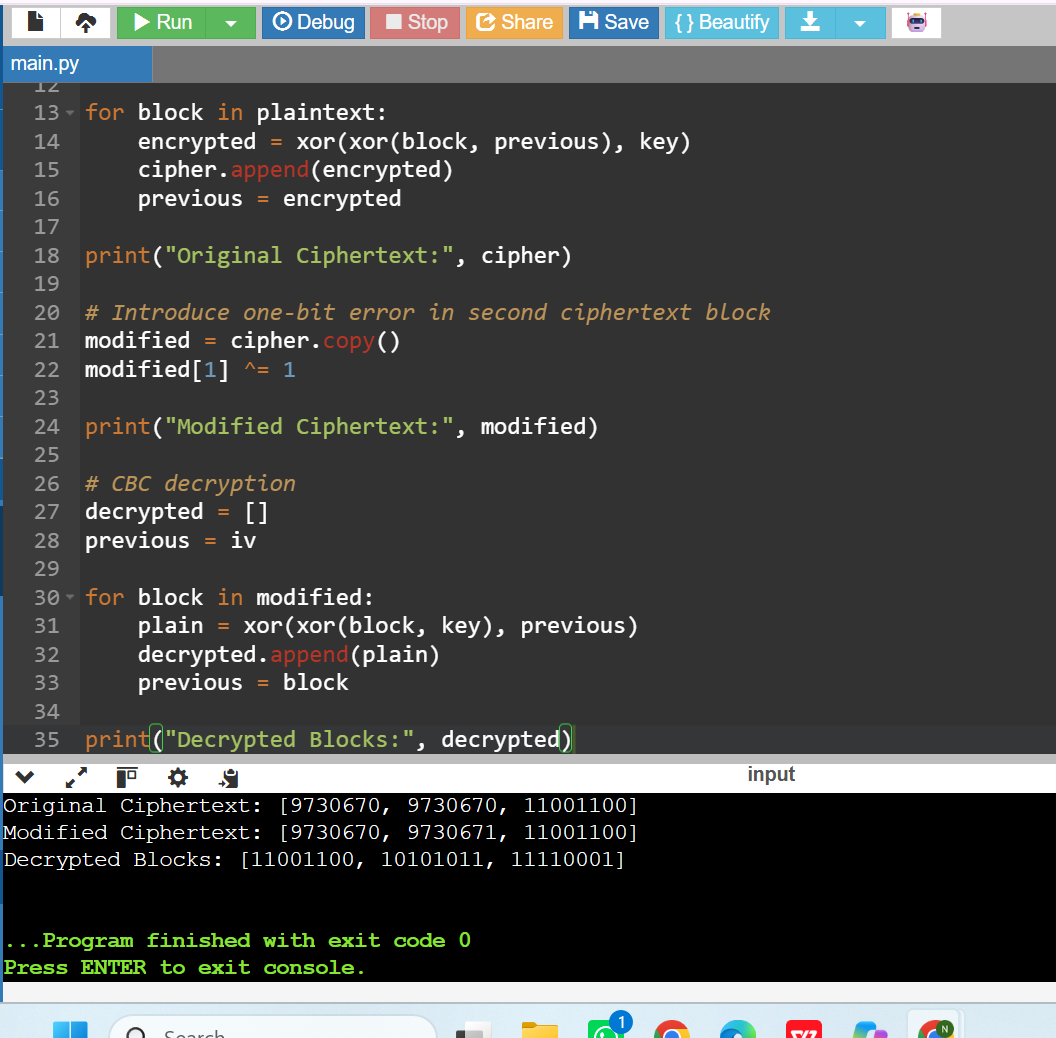 Run Debug Stop Share Save { } Beautify
main.py
12
13 for block in plaintext:
14     encrypted = xor(xor(block, previous), key)
15     cipher.append(encrypted)
16     previous = encrypted
17
18 print("Original Ciphertext:", cipher)
19
20 # Introduce one-bit error in second ciphertext block
21 modified = cipher.copy()
22 modified[1] ^= 1
23
24 print("Modified Ciphertext:", modified)
25
26 # CBC decryption
27 decrypted = []
28 previous = iv
29
30 for block in modified:
31     plain = xor(xor(block, key), previous)
32     decrypted.append(plain)
33     previous = block
34
35 print("Decrypted Blocks:", decrypted)
input
Original Ciphertext: [9730670, 9730670, 11001100]
Modified Ciphertext: [9730670, 9730671, 11001100]
Decrypted Blocks: [11001100, 10101011, 11110001]
...Program finished with exit code 0
Press ENTER to exit console.
Search 1 N